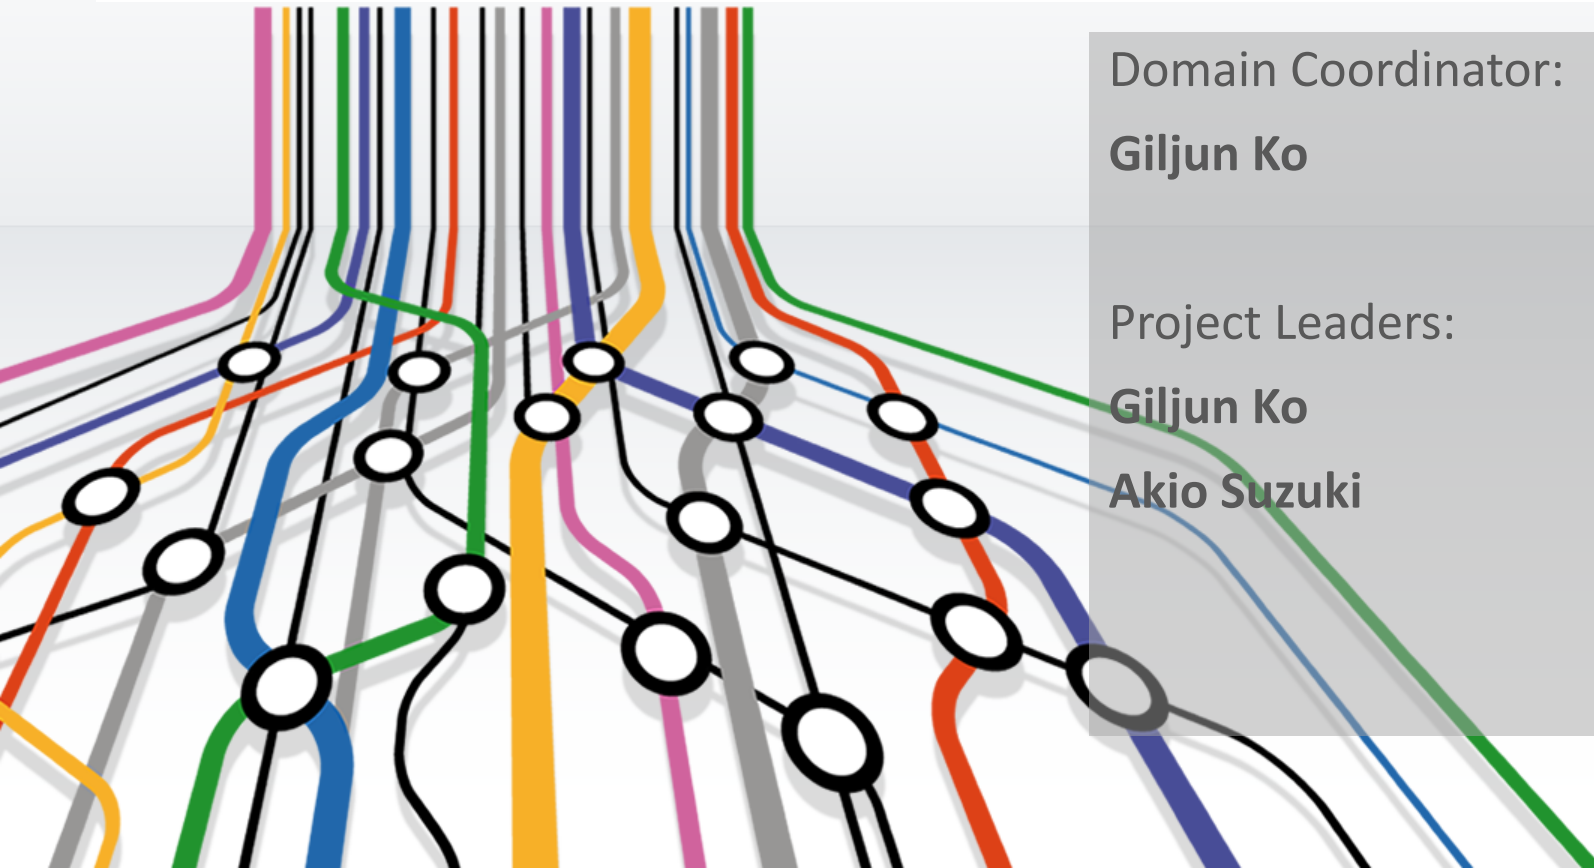 Domain Coordinator:
Giljun Ko
Project Leaders:
Giljun Ko
Akio Suzuki